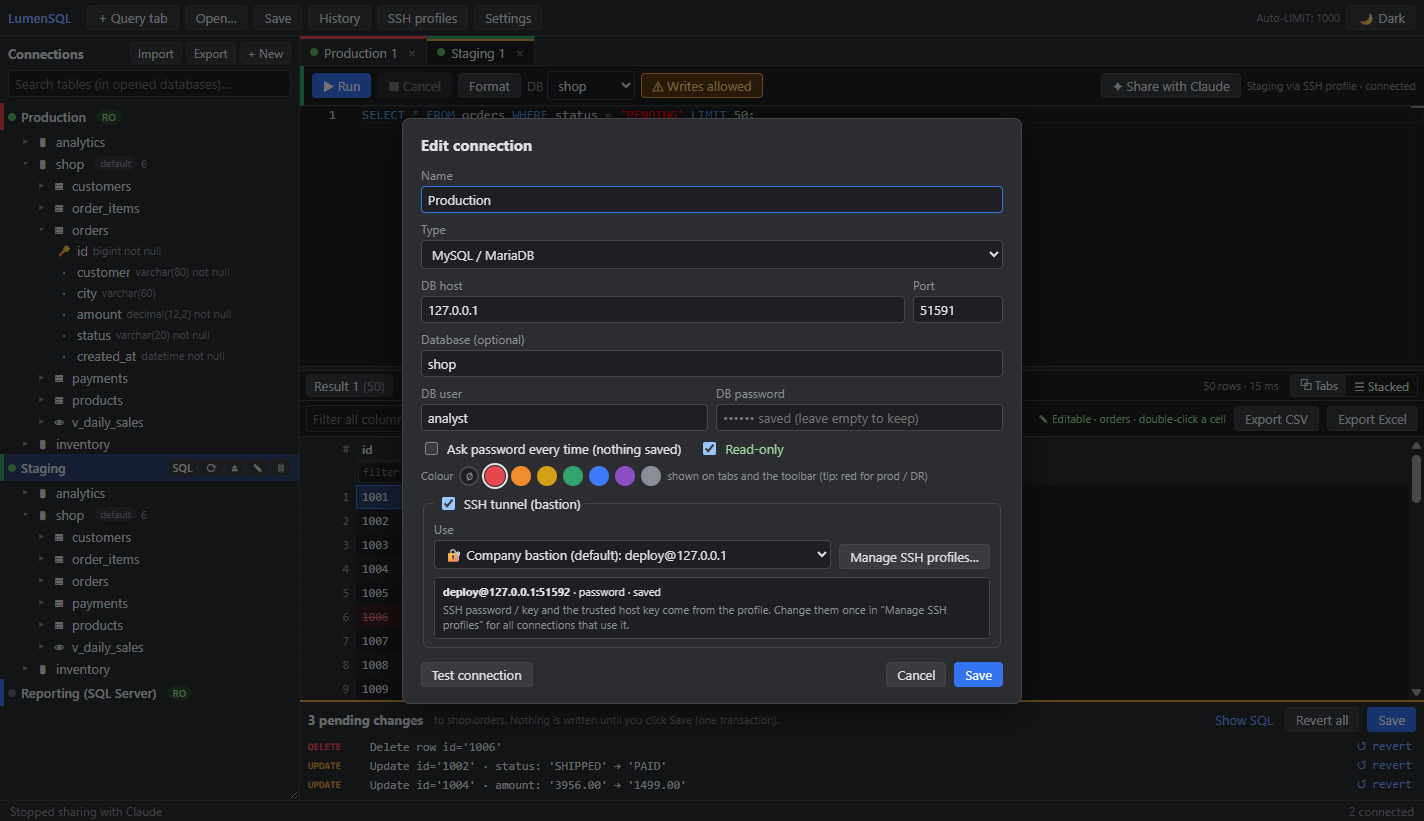 LumenSQL + Query tab Open... Save History SSH profiles Settings Auto-LIMIT: 1000 🌙 Dark
Connections Import Export + New
Search tables (in opened databases)...
Production RO
analytics
shop default 6
customers
order_items
orders
id bigint not null
customer varchar(80) not null
city varchar(60)
amount decimal(12,2) not null
status varchar(20) not null
created_at datetime not null
payments
products
v_daily_sales
inventory
Staging SQL
analytics
shop default 6
customers
order_items
orders
payments
products
v_daily_sales
inventory
Reporting (SQL Server) RO
Production 1 × Staging 1 ×
▶ Run ■ Cancel Format DB shop ⚠ Writes allowed ✦ Share with Claude Staging via SSH profile · connected
1 SELECT * FROM orders WHERE status = 'PENDING' LIMIT 50;
Edit connection
Name
Production
Type
MySQL / MariaDB
DB host Port
127.0.0.1 51591
Database (optional)
shop
DB user DB password
analyst •••••• saved (leave empty to keep)
Ask password every time (nothing saved) Read-only
Colour ∅ shown on tabs and the toolbar (tip: red for prod / DR)
SSH tunnel (bastion)
Use
🔐 Company bastion (default): deploy@127.0.0.1 Manage SSH profiles...
deploy@127.0.0.1:51592 · password · saved
SSH password / key and the trusted host key come from the profile. Change them once in "Manage SSH
profiles" for all connections that use it.
Test connection Cancel Save
Result 1 (50) 50 rows · 15 ms Tabs ☰ Stacked
Filter all colum ✎ Editable · orders · double-click a cell Export CSV Export Excel
# id
filter
1 1001
2 1002
3 1003
4 1004
5 1005
6 1006
7 1007
8 1008
9 1009
3 pending changes to shop.orders. Nothing is written until you click Save (one transaction). Show SQL Revert all Save
DELETE Delete row id='1006' ↺ revert
UPDATE Update id='1002' · status: 'SHIPPED' → 'PAID' ↺ revert
UPDATE Update id='1004' · amount: '3956.00' → '1499.00' ↺ revert
Stopped sharing with Claude 2 connected